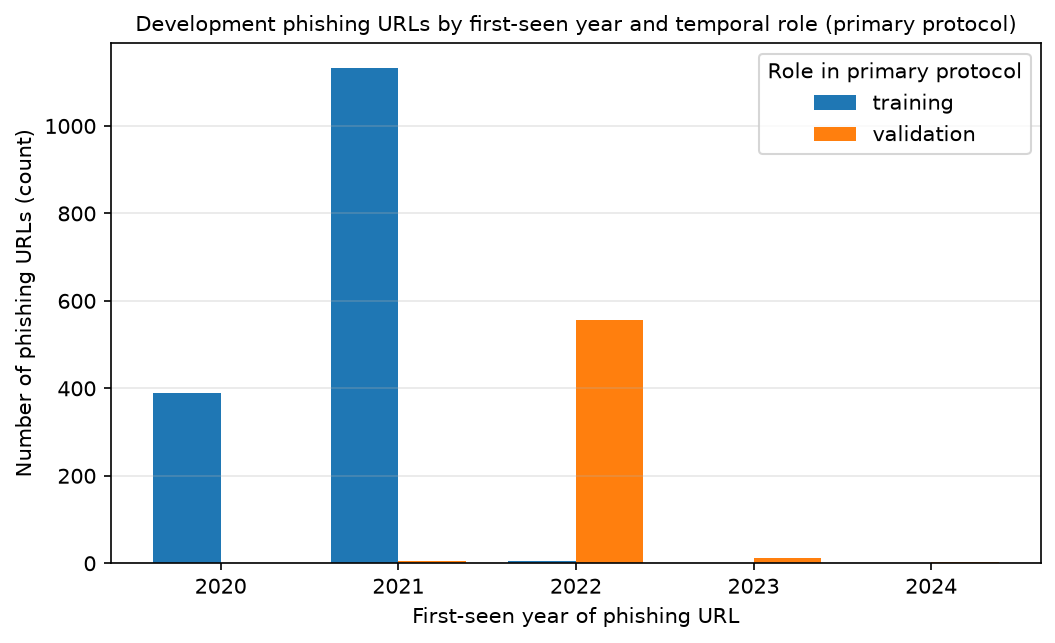 Development phishing URLs by first-seen year and temporal role (primary protocol)
Role in primary protocol
training
validation
Number of phishing URLs (count)
1000
800
600
400
200
0
2020 2021 2022 2023 2024
First-seen year of phishing URL